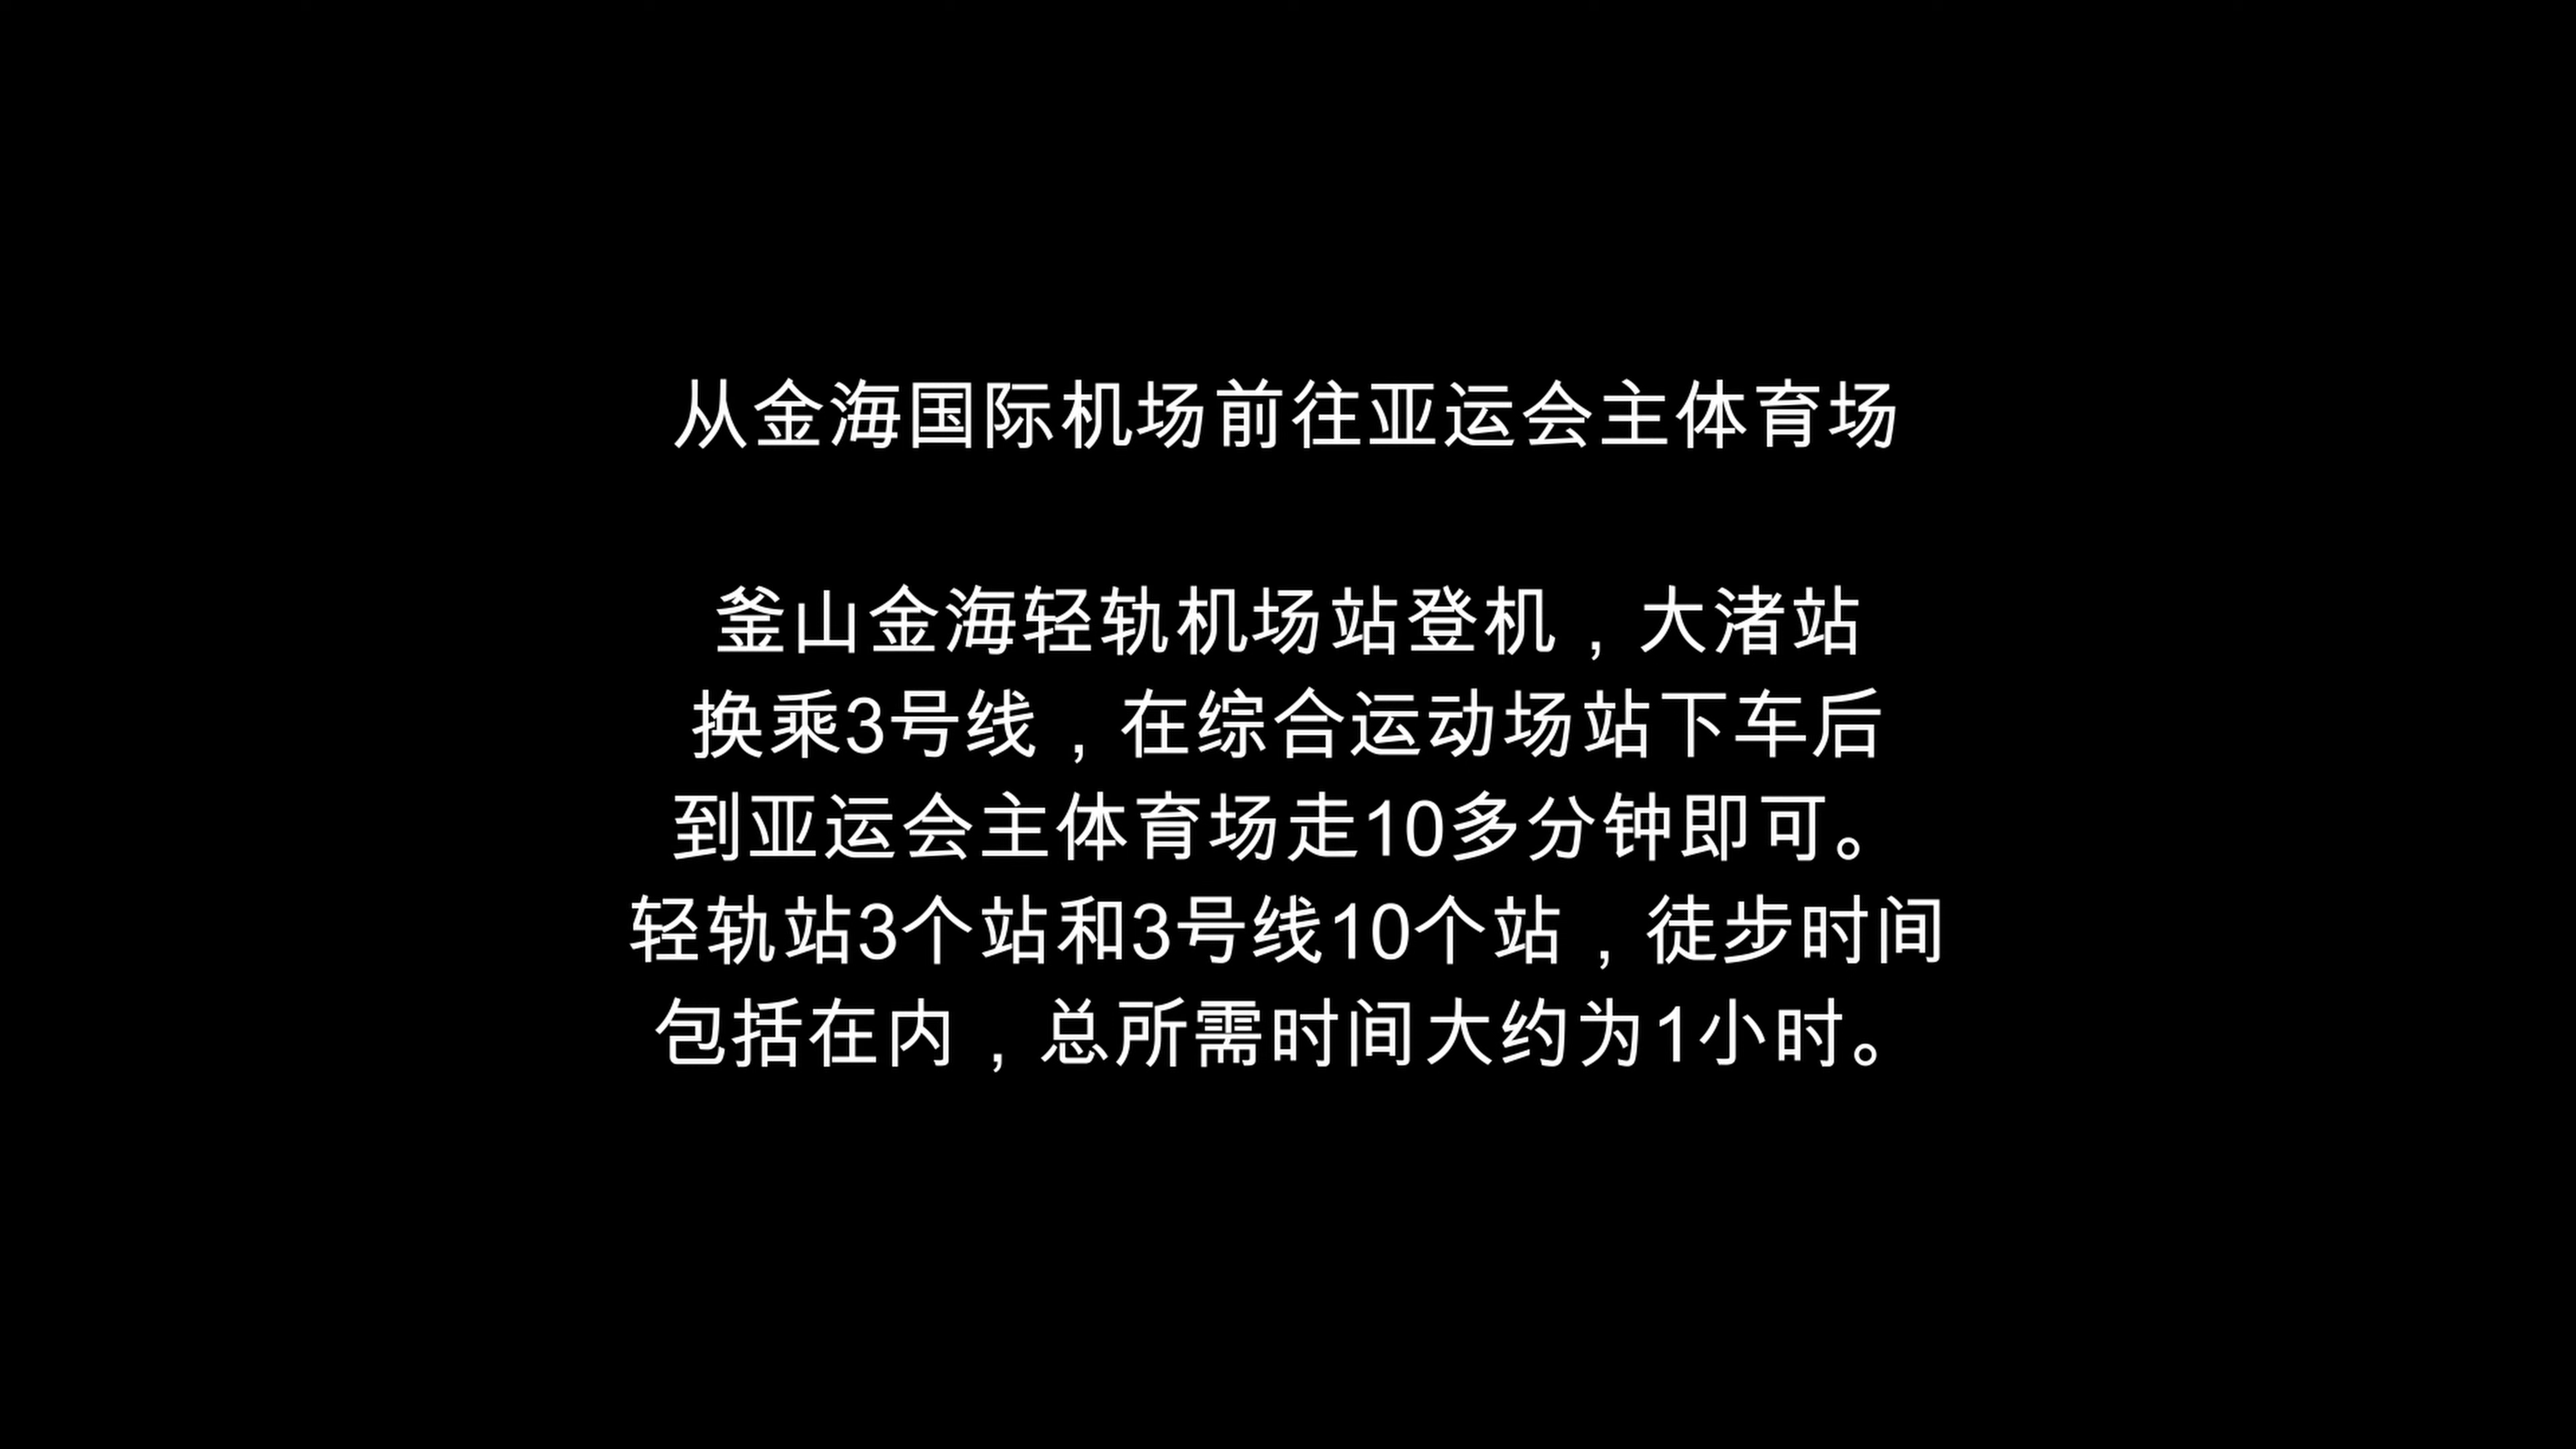 从金海国际机场前往亚运会主体育场
釜山金海轻轨机场站登机，大渚站
换乘3号线，在综合运动场站下车后
到亚运会主体育场走10多分钟即可。
轻轨站3个站和3号线10个站，徒步时间
包括在内，总所需时间大约为1小时。